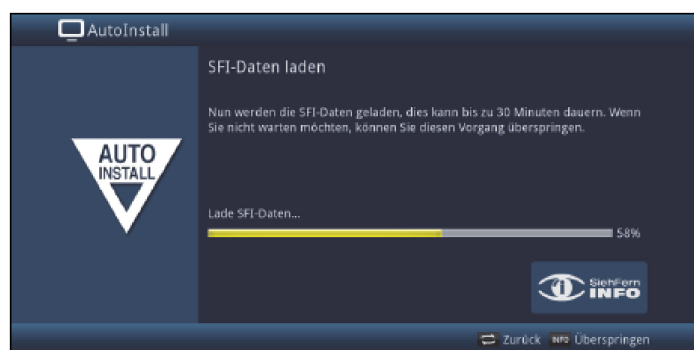 AutoInstall
SFI-Daten laden
Nun werden die SFI-Daten geladen, dies kann bis zu 30 Minuten dauern. Wenn
Sie nicht warten möchten, können Sie diesen Vorgang überspringen.
AUTO
INSTALL
Lade SFI-Daten...
58%
SiehFern
INFO
Zurück INFO Überspringen